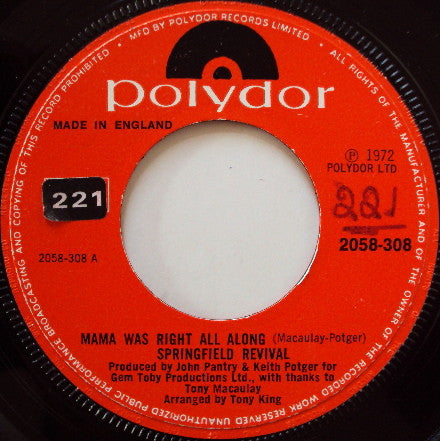 MFD BY POLYDOR RECORDS LIMITED · ALL RIGHTS OF THE MANUFACTURER AND OF THE OWNER OF THE RECORDED WORK RESERVED UNAUTHORISED PUBLIC PERFORMANCE BROADCASTING AND COPYING OF THIS RECORD PROHIBITED ·
polydor
MADE IN ENGLAND
℗ 1972
POLYDOR LTD
221
221
2058-308
2058-308 A
MAMA WAS RIGHT ALL ALONG (Macaulay-Potger)
SPRINGFIELD REVIVAL
Produced by John Pantry & Keith Potger for
Gem Toby Productions Ltd., with thanks to
Tony Macaulay
Arranged by Tony King